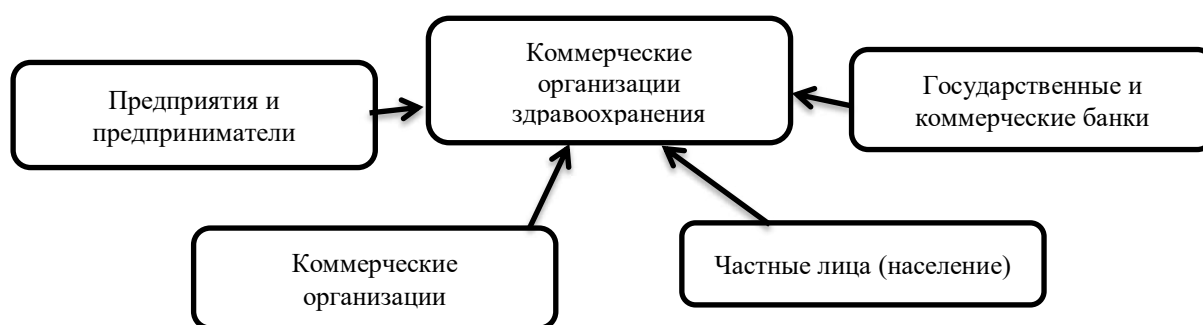 Коммерческие
организации
здравоохранения
Предприятия и
предприниматели
Государственные и
коммерческие банки
Коммерческие
организации
Частные лица (население)